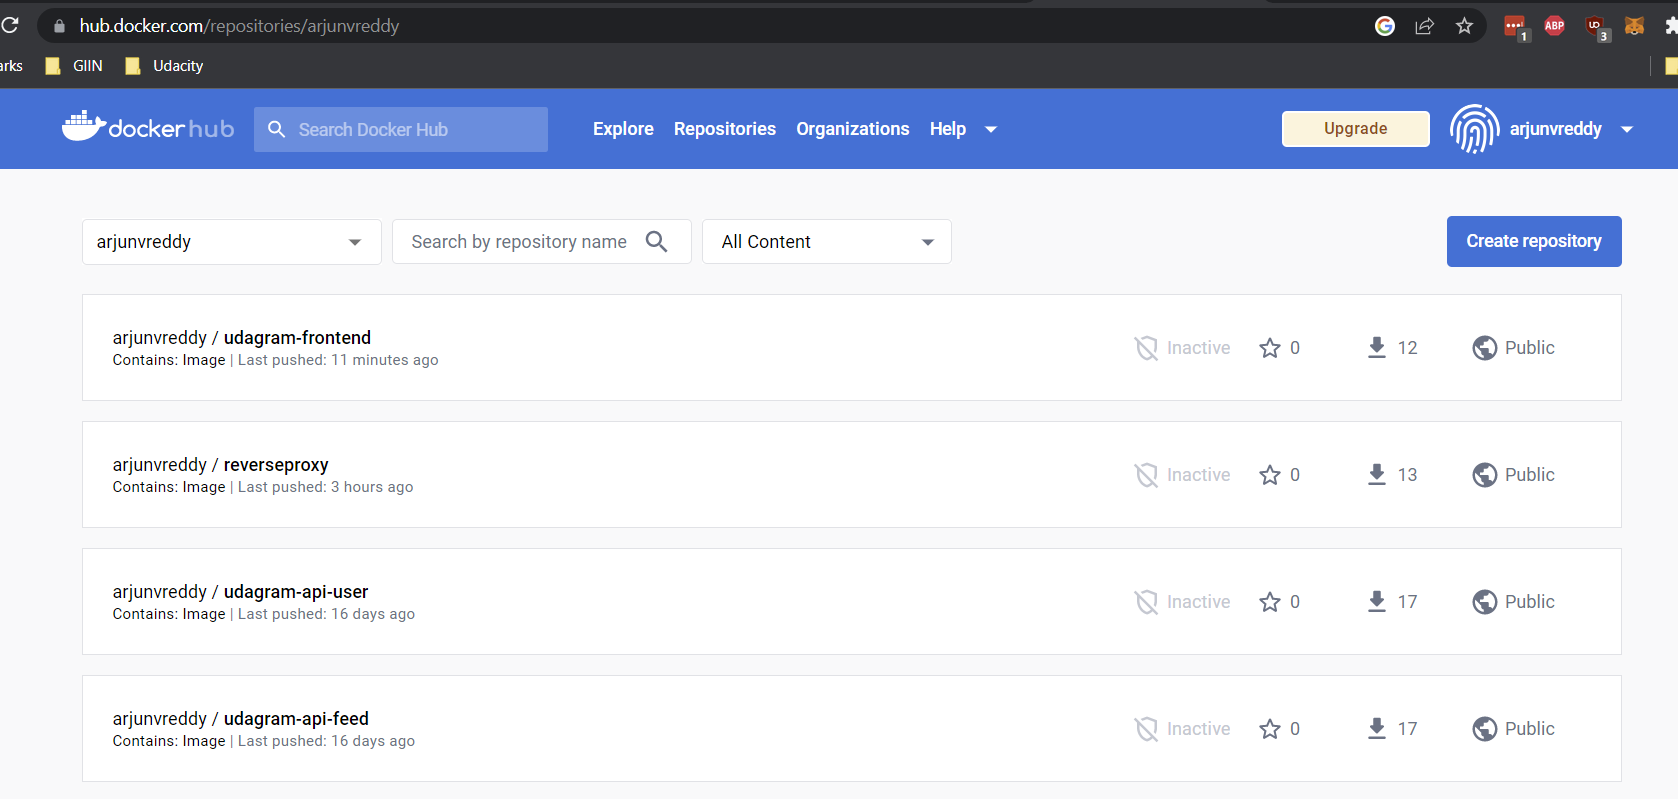 hub.docker.com/repositories/arjunvreddy
1
ABP
UD
3
arks GIIN Udacity
dockerhub Search Docker Hub Explore Repositories Organizations Help Upgrade arjunvreddy
arjunvreddy Search by repository name All Content Create repository
arjunvreddy / udagram-frontend
Contains: Image | Last pushed: 11 minutes ago
Inactive 0 12 Public
arjunvreddy / reverseproxy
Contains: Image | Last pushed: 3 hours ago
Inactive 0 13 Public
arjunvreddy / udagram-api-user
Contains: Image | Last pushed: 16 days ago
Inactive 0 17 Public
arjunvreddy / udagram-api-feed
Contains: Image | Last pushed: 16 days ago
Inactive 0 17 Public